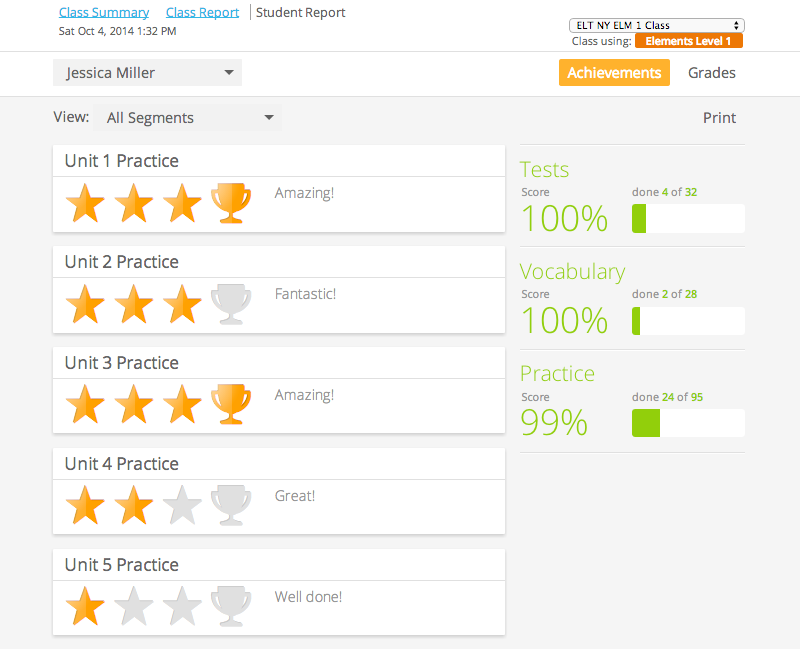 Class Summary Class Report Student Report
Sat Oct 4, 2014 1:32 PM
ELT NY ELM 1 Class
Class using: Elements Level 1
Jessica Miller
Achievements Grades
View: All Segments
Print
Unit 1 Practice
Amazing!
Unit 2 Practice
Fantastic!
Unit 3 Practice
Amazing!
Unit 4 Practice
Great!
Unit 5 Practice
Well done!
Tests
Score done 4 of 32
100%
Vocabulary
Score done 2 of 28
100%
Practice
Score done 24 of 95
99%